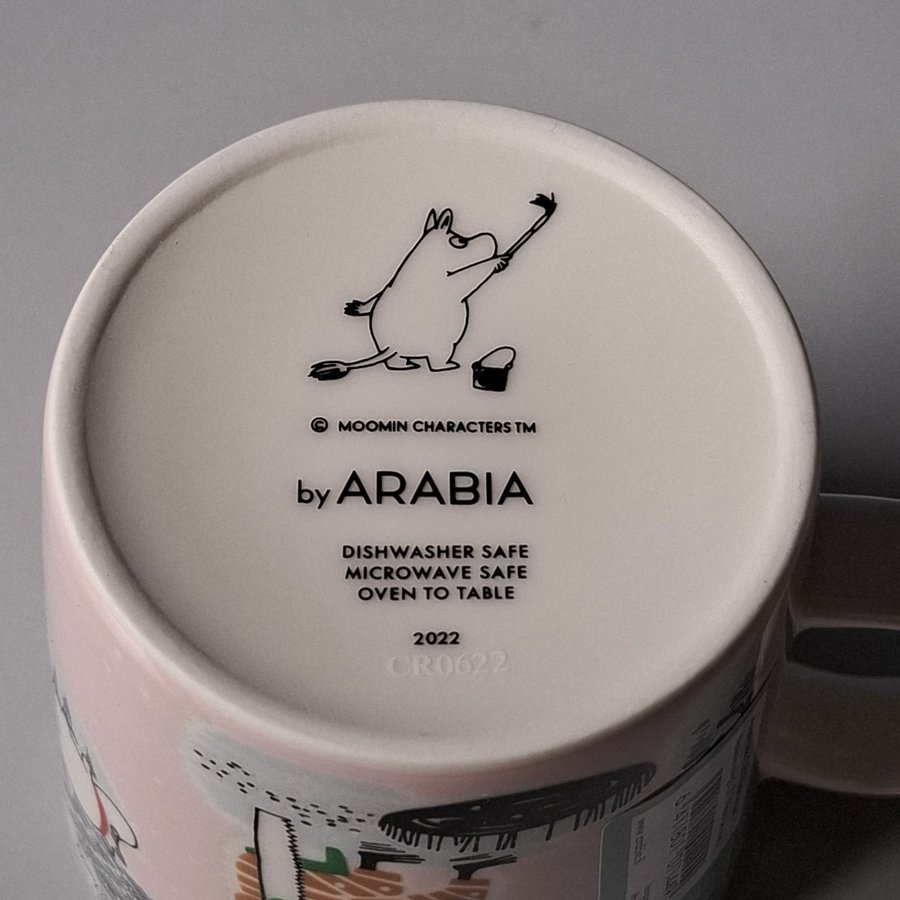 © MOOMIN CHARACTERS TM
by ARABIA
DISHWASHER SAFE
MICROWAVE SAFE
OVEN TO TABLE
2022
CR0622